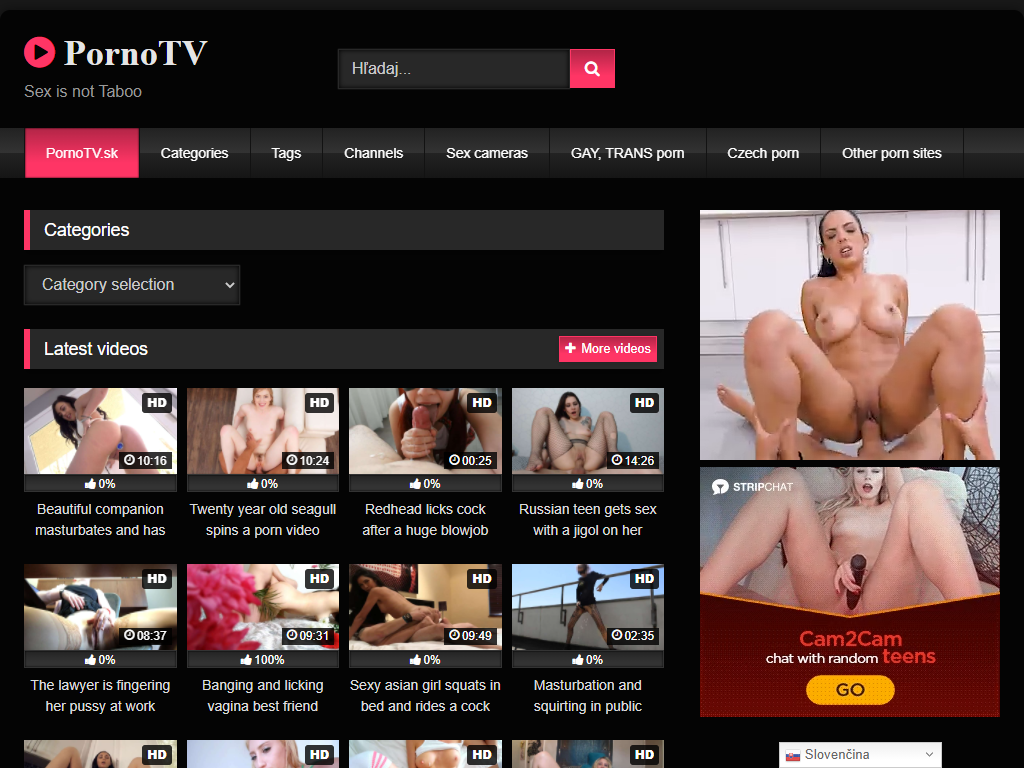 PornoTV
Sex is not Taboo
Hľadaj...
PornoTV.sk
Categories
Tags
Channels
Sex cameras
GAY, TRANS porn
Czech porn
Other porn sites
Categories
Category selection
Latest videos
More videos
HD
10:16
0%
Beautiful companion
masturbates and has
HD
10:24
0%
Twenty year old seagull
spins a porn video
HD
00:25
0%
Redhead licks cock
after a huge blowjob
HD
14:26
0%
Russian teen gets sex
with a jigol on her
HD
08:37
0%
The lawyer is fingering
her pussy at work
HD
09:31
100%
Banging and licking
vagina best friend
HD
09:49
0%
Sexy asian girl squats in
bed and rides a cock
HD
02:35
0%
Masturbation and
squirting in public
HD
HD
HD
HD
STRIPCHAT
Cam2Cam
chat with random teens
GO
Slovenčina